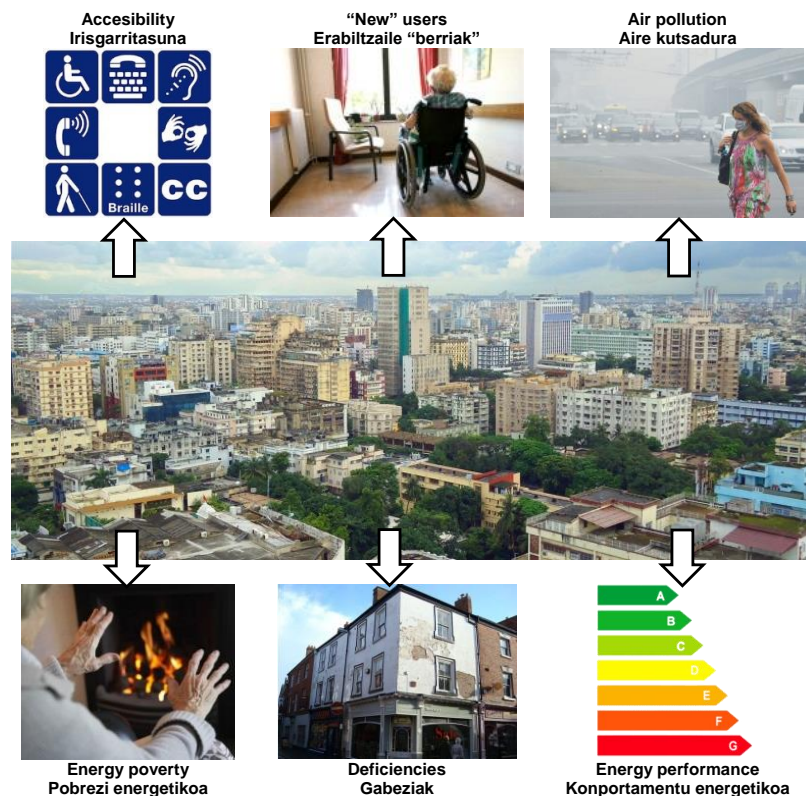 Accesibility
Irisgarritasuna
“New” users
Erabiltzaile “berriak”
Air pollution
Aire kutsadura
Braille
CC
A
B
C
D
E
F
G
Energy poverty
Pobrezi energetikoa
Deficiencies
Gabeziak
Energy performance
Konportamentu energetikoa